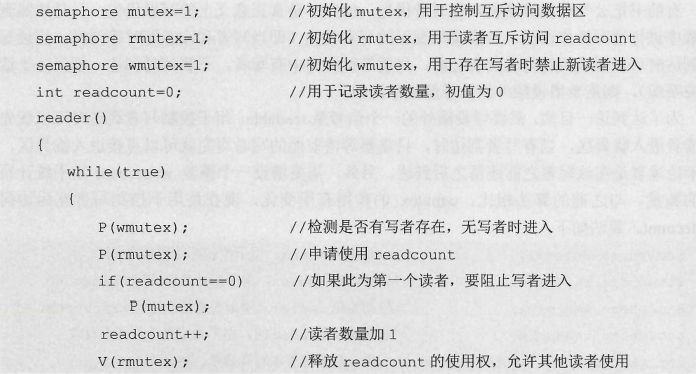 semaphore mutex=1; //初始化 mutex，用于控制互斥访问数据区
semaphore rmutex=1; //初始化 rmutex，用于读者互斥访问 readcount
semaphore wmutex=1; //初始化 wmutex，用于存在写者时禁止新读者进入
int readcount=0; //用于记录读者数量，初值为 0
reader()
{
while(true)
{
P(wmutex); //检测是否有写者存在，无写者时进入
P(rmutex); //申请使用 readcount
if(readcount==0) //如果此为第一个读者，要阻止写者进入
P(mutex);
readcount++; //读者数量加 1
V(rmutex); //释放 readcount 的使用权，允许其他读者使用